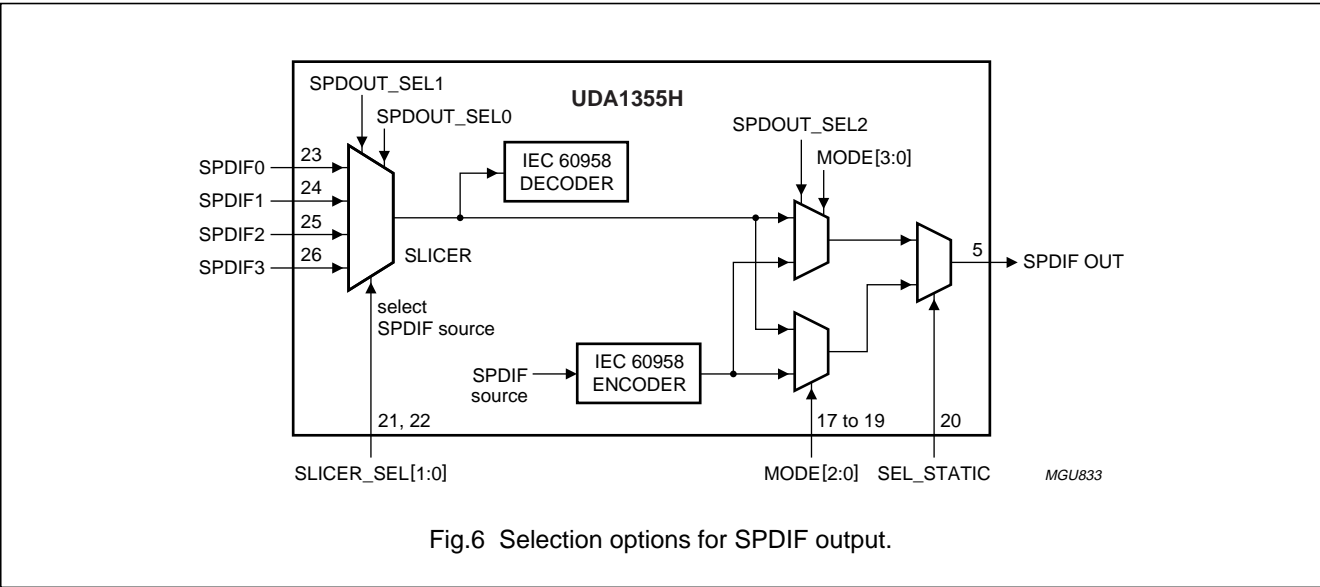 SPDOUT_SEL1
UDA1355H
SPDOUT_SEL0
SPDOUT_SEL2
MODE[3:0]
SPDIF0
23
IEC 60958
DECODER
SPDIF1
24
SPDIF2
25
SPDIF3
26
SLICER
5
SPDIF OUT
select
SPDIF source
SPDIF
source
IEC 60958
ENCODER
21, 22
17 to 19
20
SLICER_SEL[1:0]
MODE[2:0]
SEL_STATIC
MGU833
Fig.6 Selection options for SPDIF output.